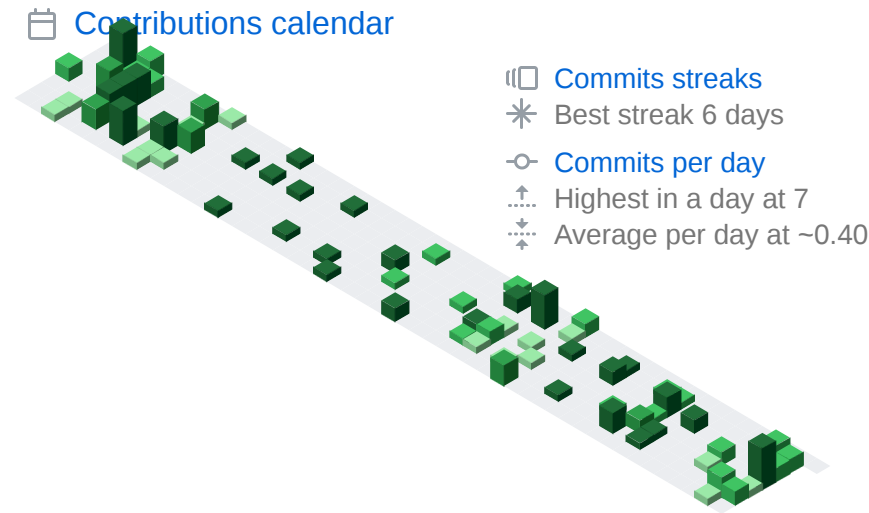 Contributions calendar
Commits streaks
Best streak 6 days
Commits per day
Highest in a day at 7
Average per day at ~0.40